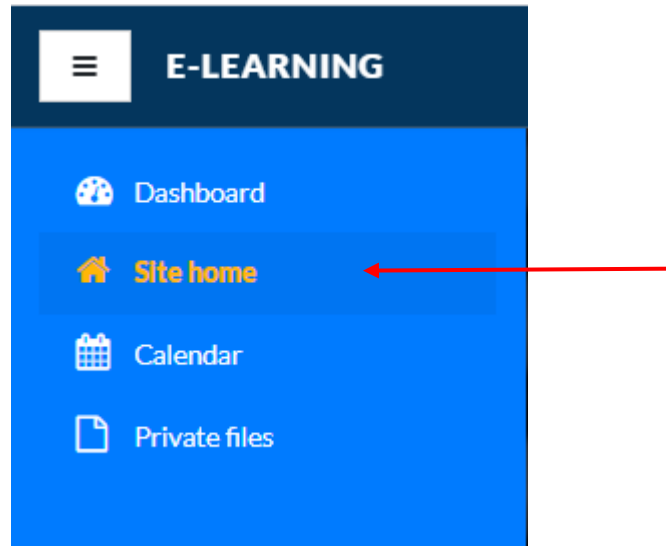 E-LEARNING
Dashboard
Site home
Calendar
Private files